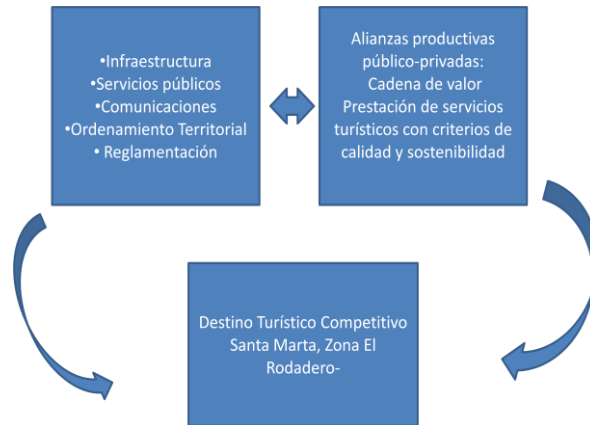 •Infraestructura
•Servicios públicos
•Comunicaciones
•Ordenamiento Territorial
• Reglamentación
Alianzas productivas
público-privadas:
Cadena de valor
Prestación de servicios
turísticos con criterios de
calidad y sostenibilidad
Destino Turístico Competitivo
Santa Marta, Zona El
Rodadero-